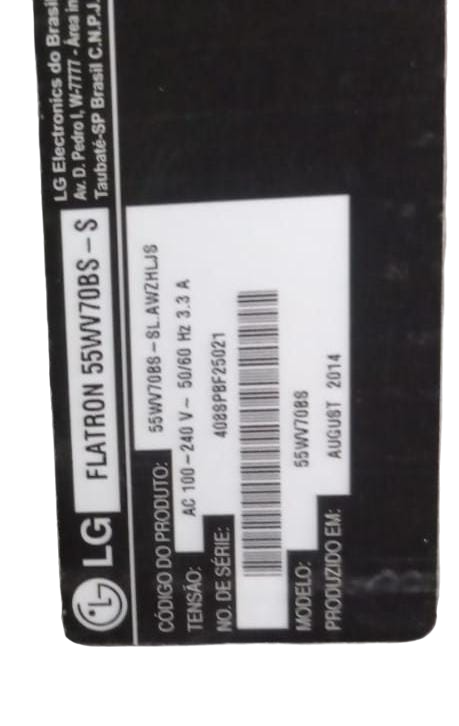 LG FLATRON 55WV70BS – S
LG Electronics do Brasil
Av. D. Pedro I, W-7777 - Área in
Taubaté-SP Brasil C.N.P.J.
CÓDIGO DO PRODUTO: 55WV70BS – SL.AWZHLJS
TENSÃO: AC 100 – 240 V ~ 50/60 Hz 3.3 A
NO. DE SÉRIE: 408SPBF25021
MODELO: 55WV70BS
PRODUZIDO EM: AUGUST 2014